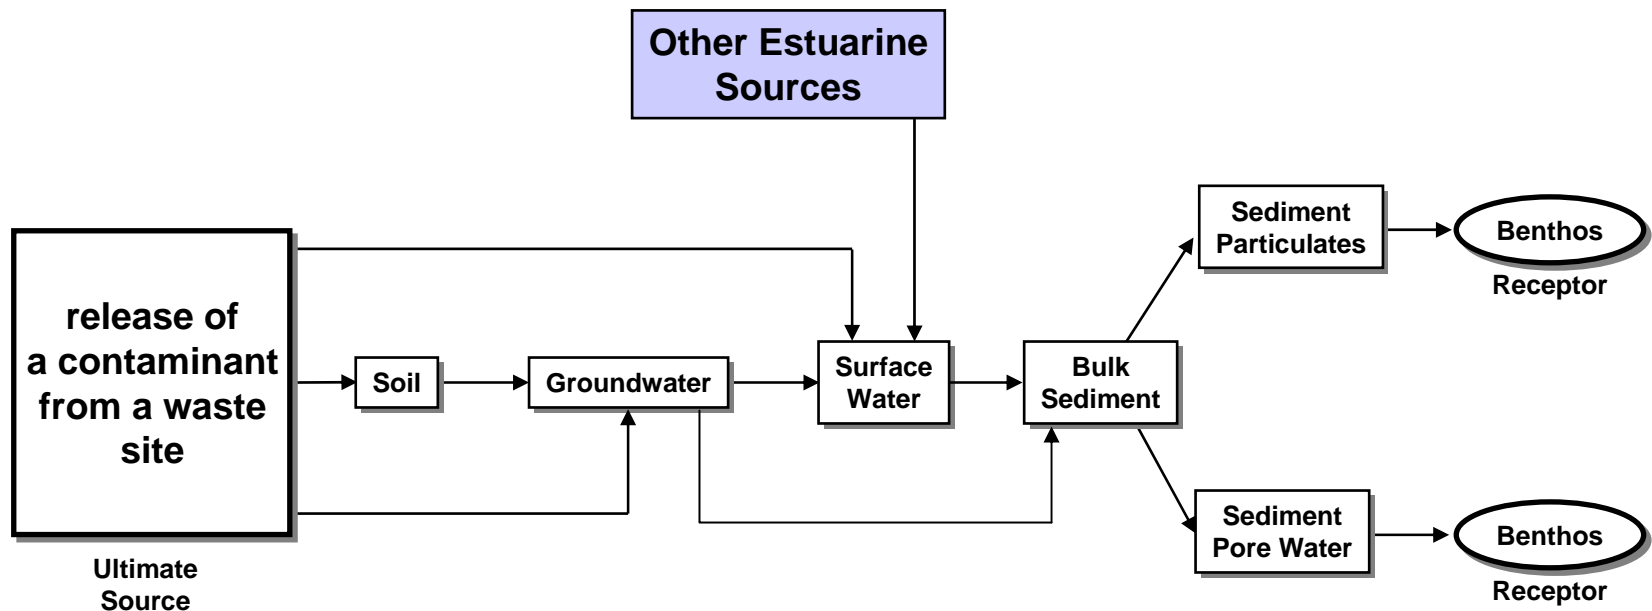 Other Estuarine
Sources
release of
a contaminant
from a waste
site
Ultimate
Source
Soil
Groundwater
Surface
Water
Bulk
Sediment
Sediment
Particulates
Benthos
Receptor
Sediment
Pore Water
Benthos
Receptor